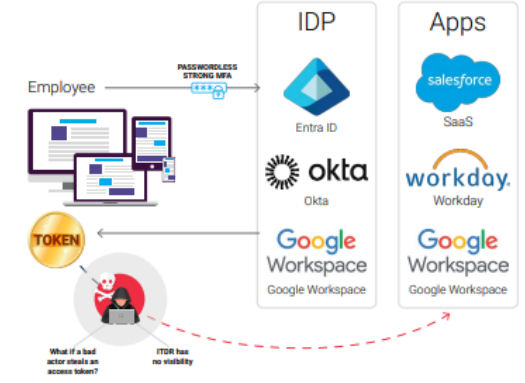 IDP
Apps
PASSWORDLESS
STRONG MFA
Employee
***
salesforce
Entra ID
SaaS
okta
workday.
Okta
Workday
TOKEN
Google
Workspace
Google Workspace
Google
Workspace
Google Workspace
What if a bad
actor steals an
access token?
ITDR has
no visibility